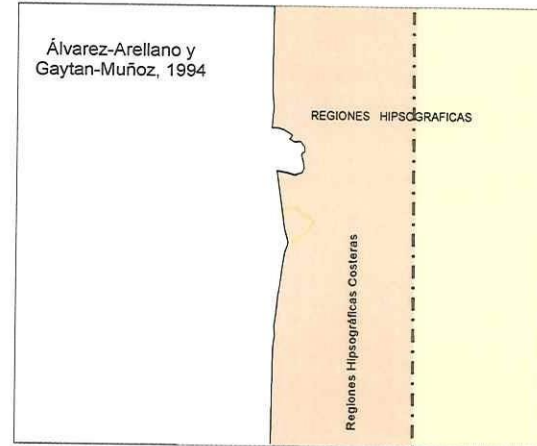 Álvarez-Arellano y
Gaytan-Muñoz, 1994
REGIONES HIPSOGRAFICAS
Regiones Hipsográficas Costeras